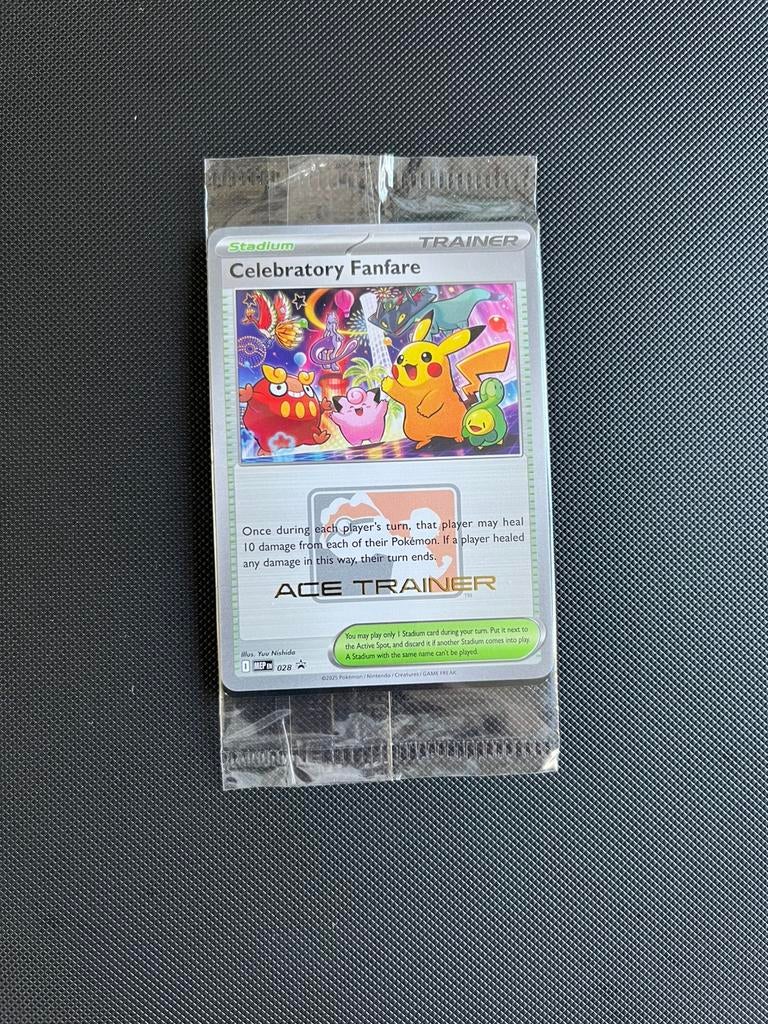 Stadium TRAINER
Celebratory Fanfare
Once during each player's turn, that player may heal
10 damage from each of their Pokémon. If a player healed
any damage in this way, their turn ends.
ACE TRAINER
TM
You may play only 1 Stadium card during your turn. Put it next to
the Active Spot, and discard it if another Stadium comes into play.
A Stadium with the same name can't be played.
Illus. Yuu Nishida
I MEP EN 028
©2025 Pokémon / Nintendo / Creatures / GAME FREAK